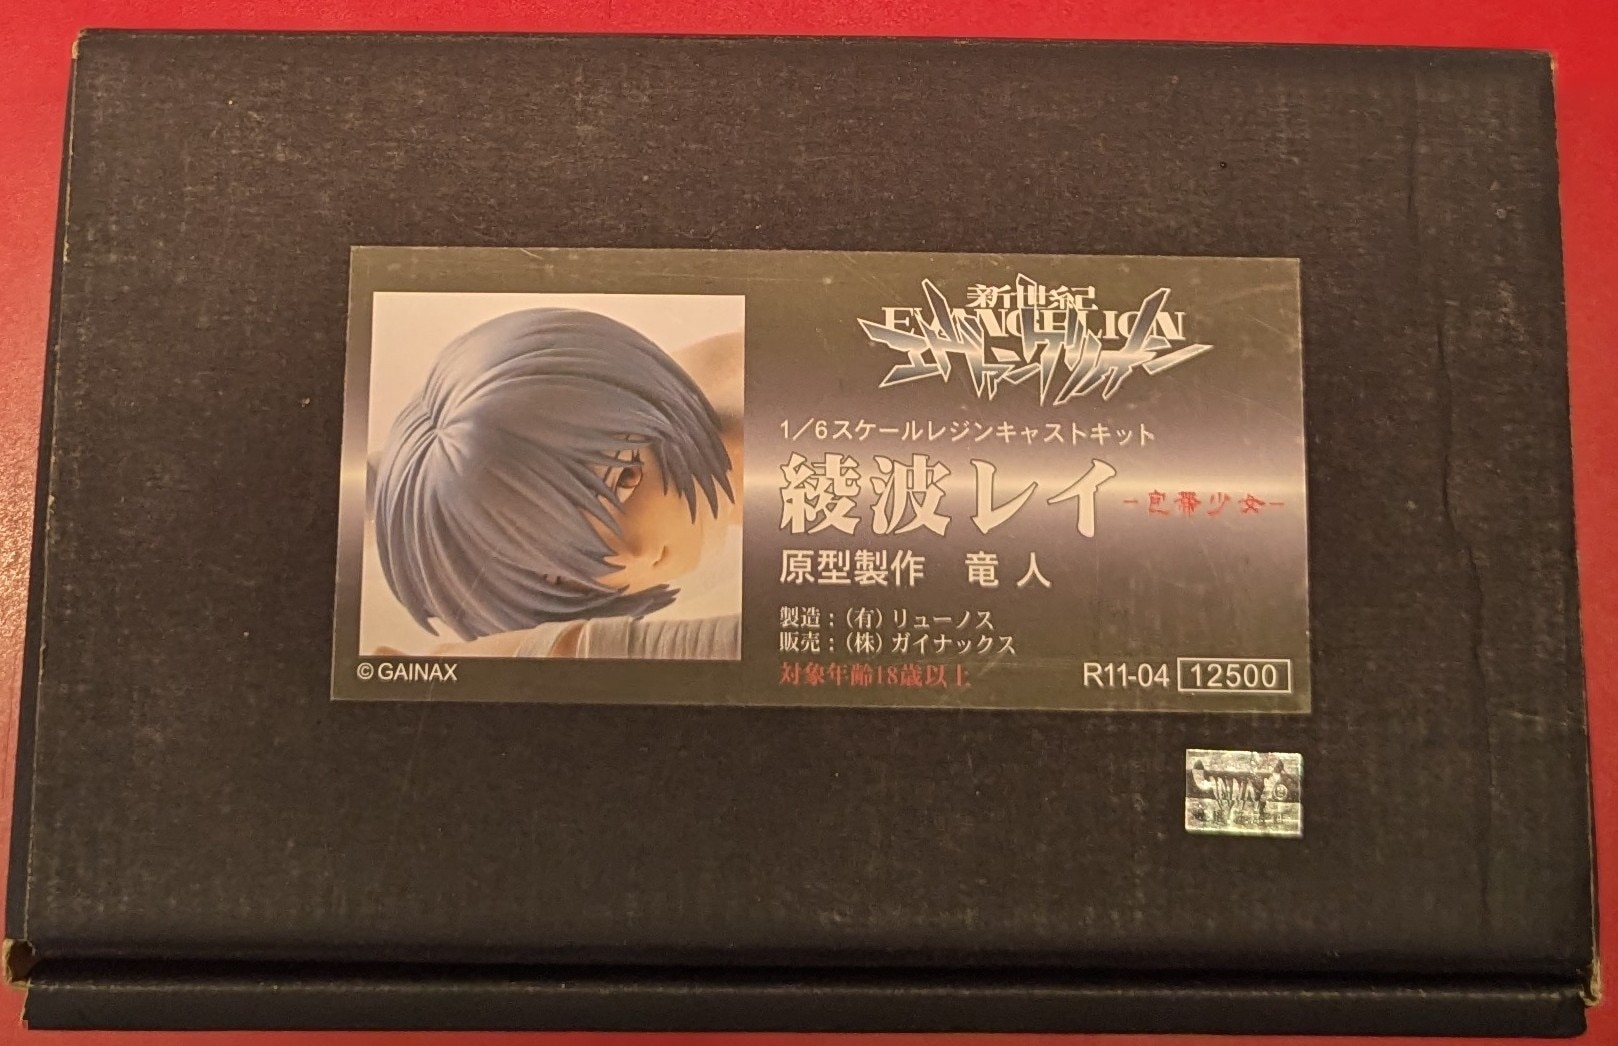 新世紀
EVANGELION
エヴァンゲリオン
1/6スケールレジンキャストキット
綾波レイ
-包帯少女-
原型製作 竜人
製造:(有)リューノス
販売:(株)ガイナックス
対象年齢18歳以上
R11-04 12500
©GAINAX